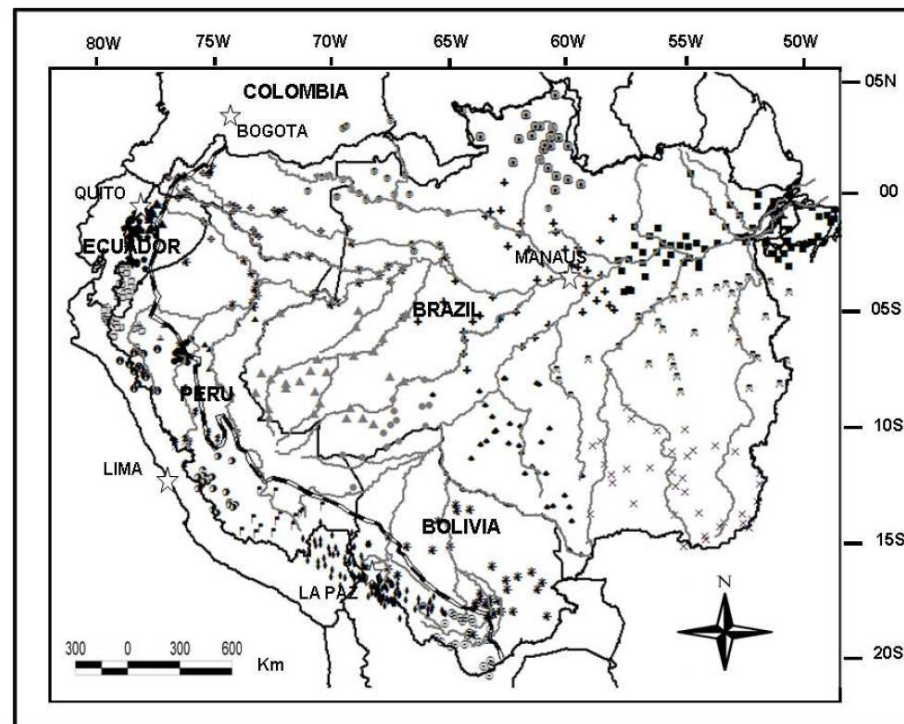 80W 75W 70W 65W 60W 55W 50W
05N
COLOMBIA
BOGOTA
QUITO
00
ECUADOR
MANAUS
BRAZIL
05S
PERU
10S
LIMA
BOLIVIA
15S
LA PAZ
N
300 0 300 600
Km
20S